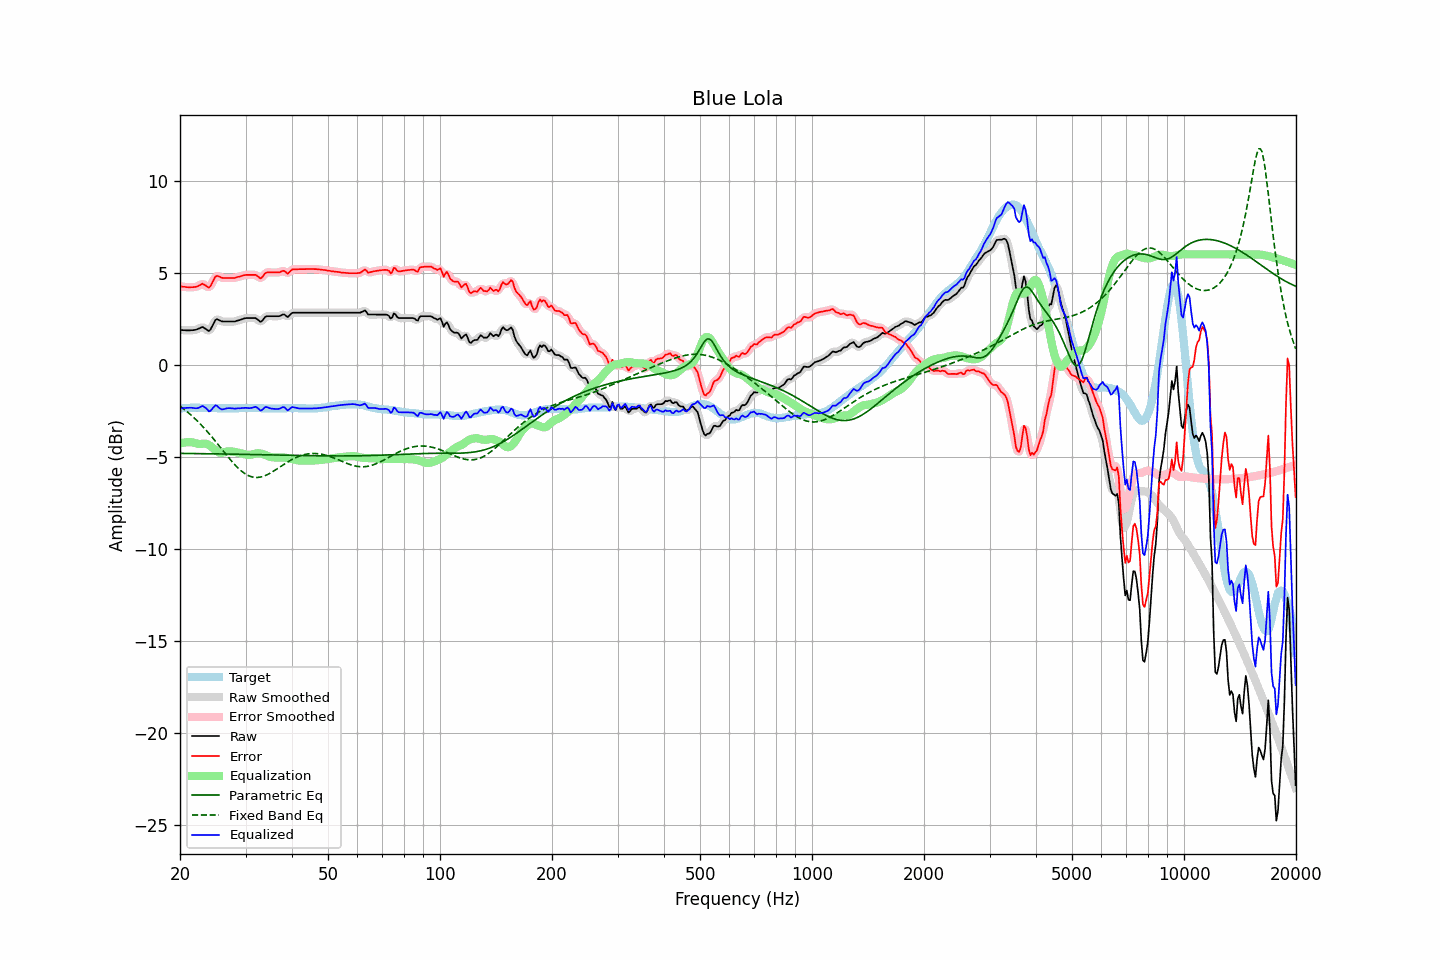 Blue Lola
Amplitude (dBr)
10
5
0
−5
−10
−15
−20
−25
Target
Raw Smoothed
Error Smoothed
Raw
Error
Equalization
Parametric Eq
Fixed Band Eq
Equalized
20 50 100 200 500 1000 2000 5000 10000 20000
Frequency (Hz)